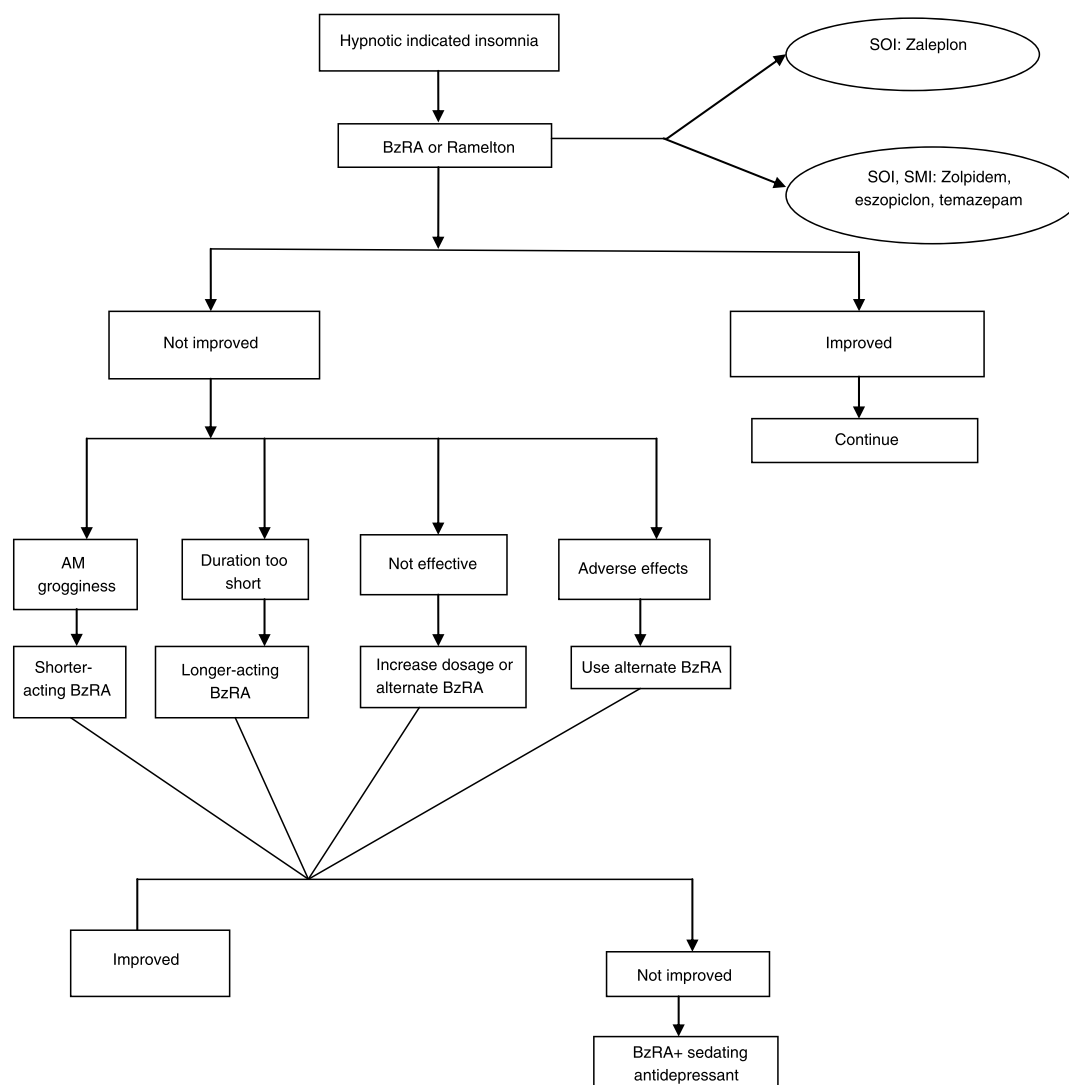 Hypnotic indicated insomnia
SOI: Zaleplon
BzRA or Ramelton
SOI, SMI: Zolpidem,
eszopiclon, temazepam
Not improved
Improved
Continue
AM
grogginess
Duration too
short
Not effective
Adverse effects
Shorter-
acting BzRA
Longer-acting
BzRA
Increase dosage or
alternate BzRA
Use alternate BzRA
Improved
Not improved
BzRA+ sedating
antidepressant